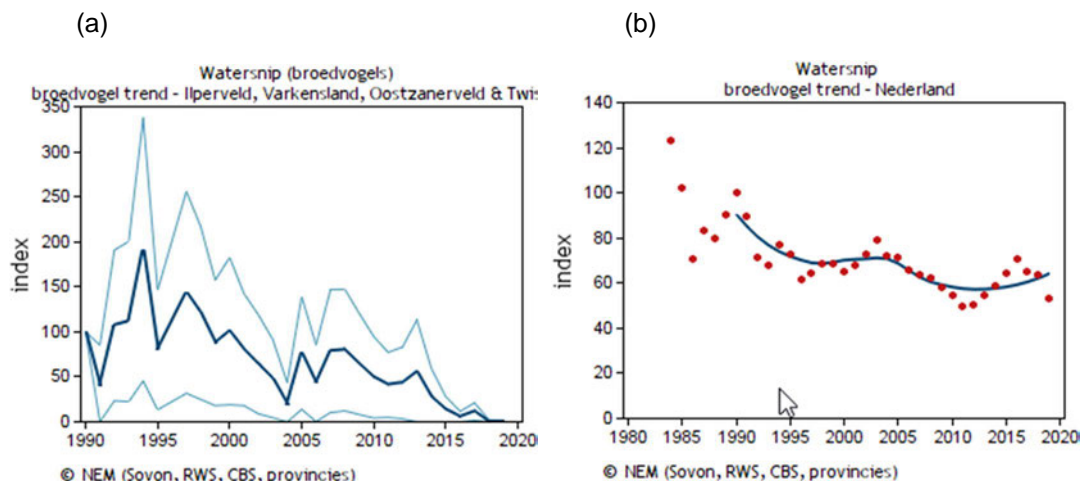 (a)
Watersnip (broedvogels)
broedvogel trend - Ilperveld, Varkensland, Oostzanerveld & Twis
350
300
250
200
150
100
50
0
index
1990 1995 2000 2005 2010 2015 2020
© NEM (Sovon, RWS, CBS, provincies)
(b)
Watersnip
broedvogel trend - Nederland
140
120
100
80
60
40
20
0
index
1980 1985 1990 1995 2000 2005 2010 2015 2020
© NEM (Sovon, RWS, CBS, provincies)